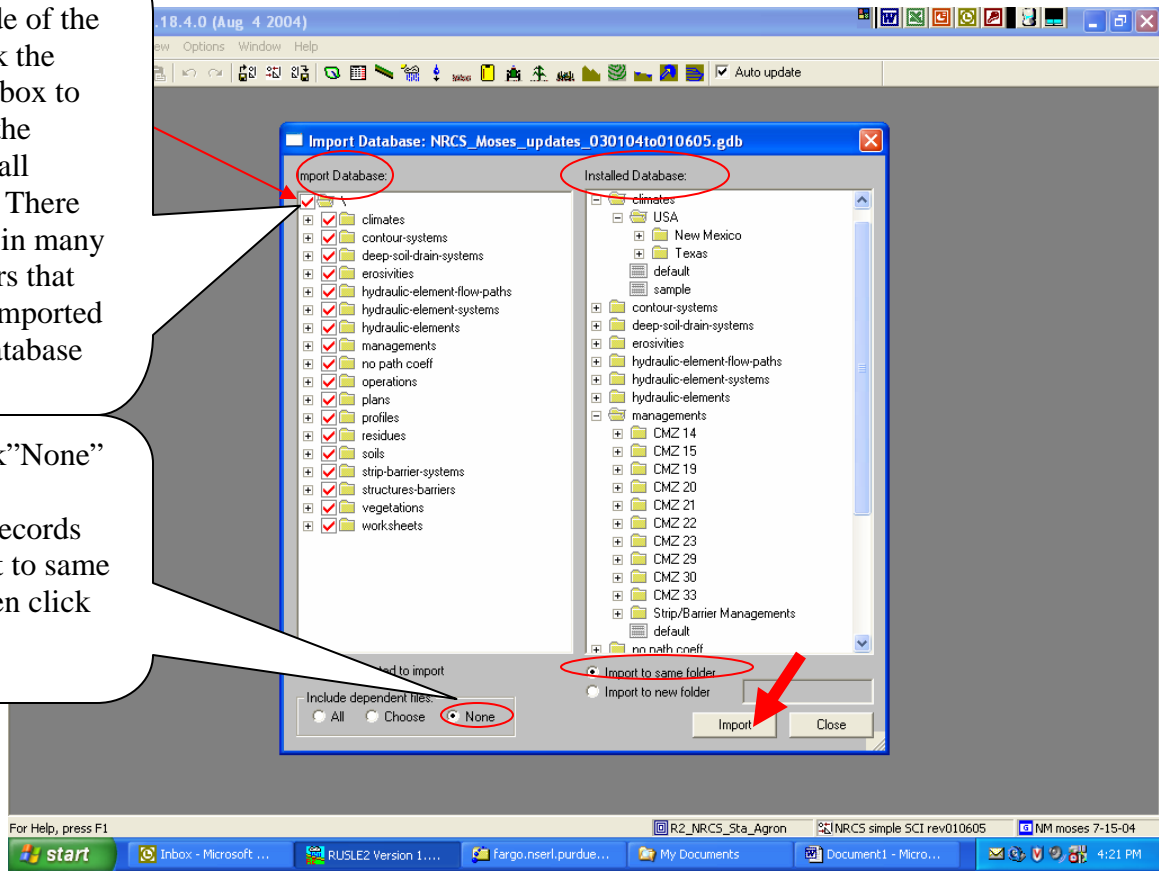 de of the
k the
box to
the
all
There
in many
rs that
mported
tabase
k”None”
ecords
t to same
en click
.18.4.0 (Aug 4 2004)
ew Options Window Help
Auto update
Import Database: NRCS_Moses_updates_030104to010605.gdb
Import Database:
\
climates
contour-systems
deep-soil-drain-systems
erosivities
hydraulic-element-flow-paths
hydraulic-element-systems
hydraulic-elements
managements
no path coeff
operations
plans
profiles
residues
soils
strip-barrier-systems
structures-barriers
vegetations
worksheets
Installed Database:
climates
USA
New Mexico
Texas
default
sample
contour-systems
deep-soil-drain-systems
erosivities
hydraulic-element-flow-paths
hydraulic-element-systems
hydraulic-elements
managements
CMZ 14
CMZ 15
CMZ 19
CMZ 20
CMZ 21
CMZ 22
CMZ 23
CMZ 29
CMZ 30
CMZ 33
Strip/Barrier Managements
default
no path coeff
to import
Include dependent files:
All Choose None
Import to same folder
Import to new folder
Import Close
For Help, press F1
R2_NRCS_Sta_Agron NRCS simple SCI rev010605 NM moses 7-15-04
start Inbox - Microsoft ... RUSLE2 Version 1.... fargo.nserl.purdue... My Documents Document1 - Micro... 4:21 PM